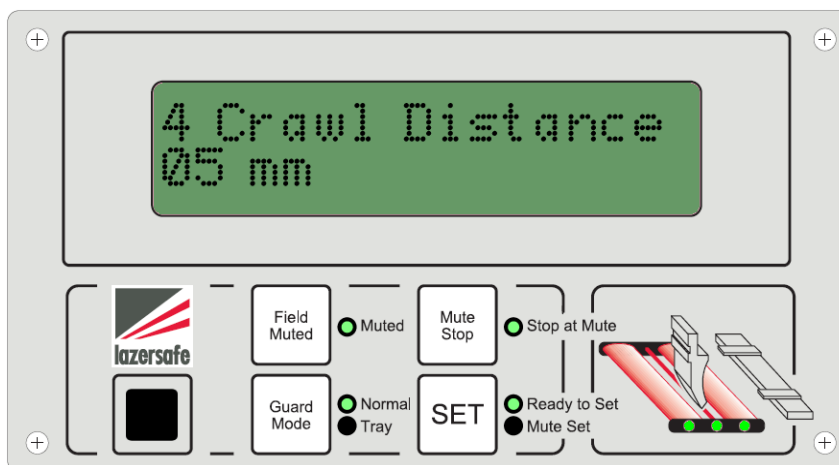 4 Crawl Distance
05 mm
lazersafe
Field
Muted
Muted
Mute
Stop
Stop at Mute
Guard
Mode
Normal
Tray
SET
Ready to Set
Mute Set